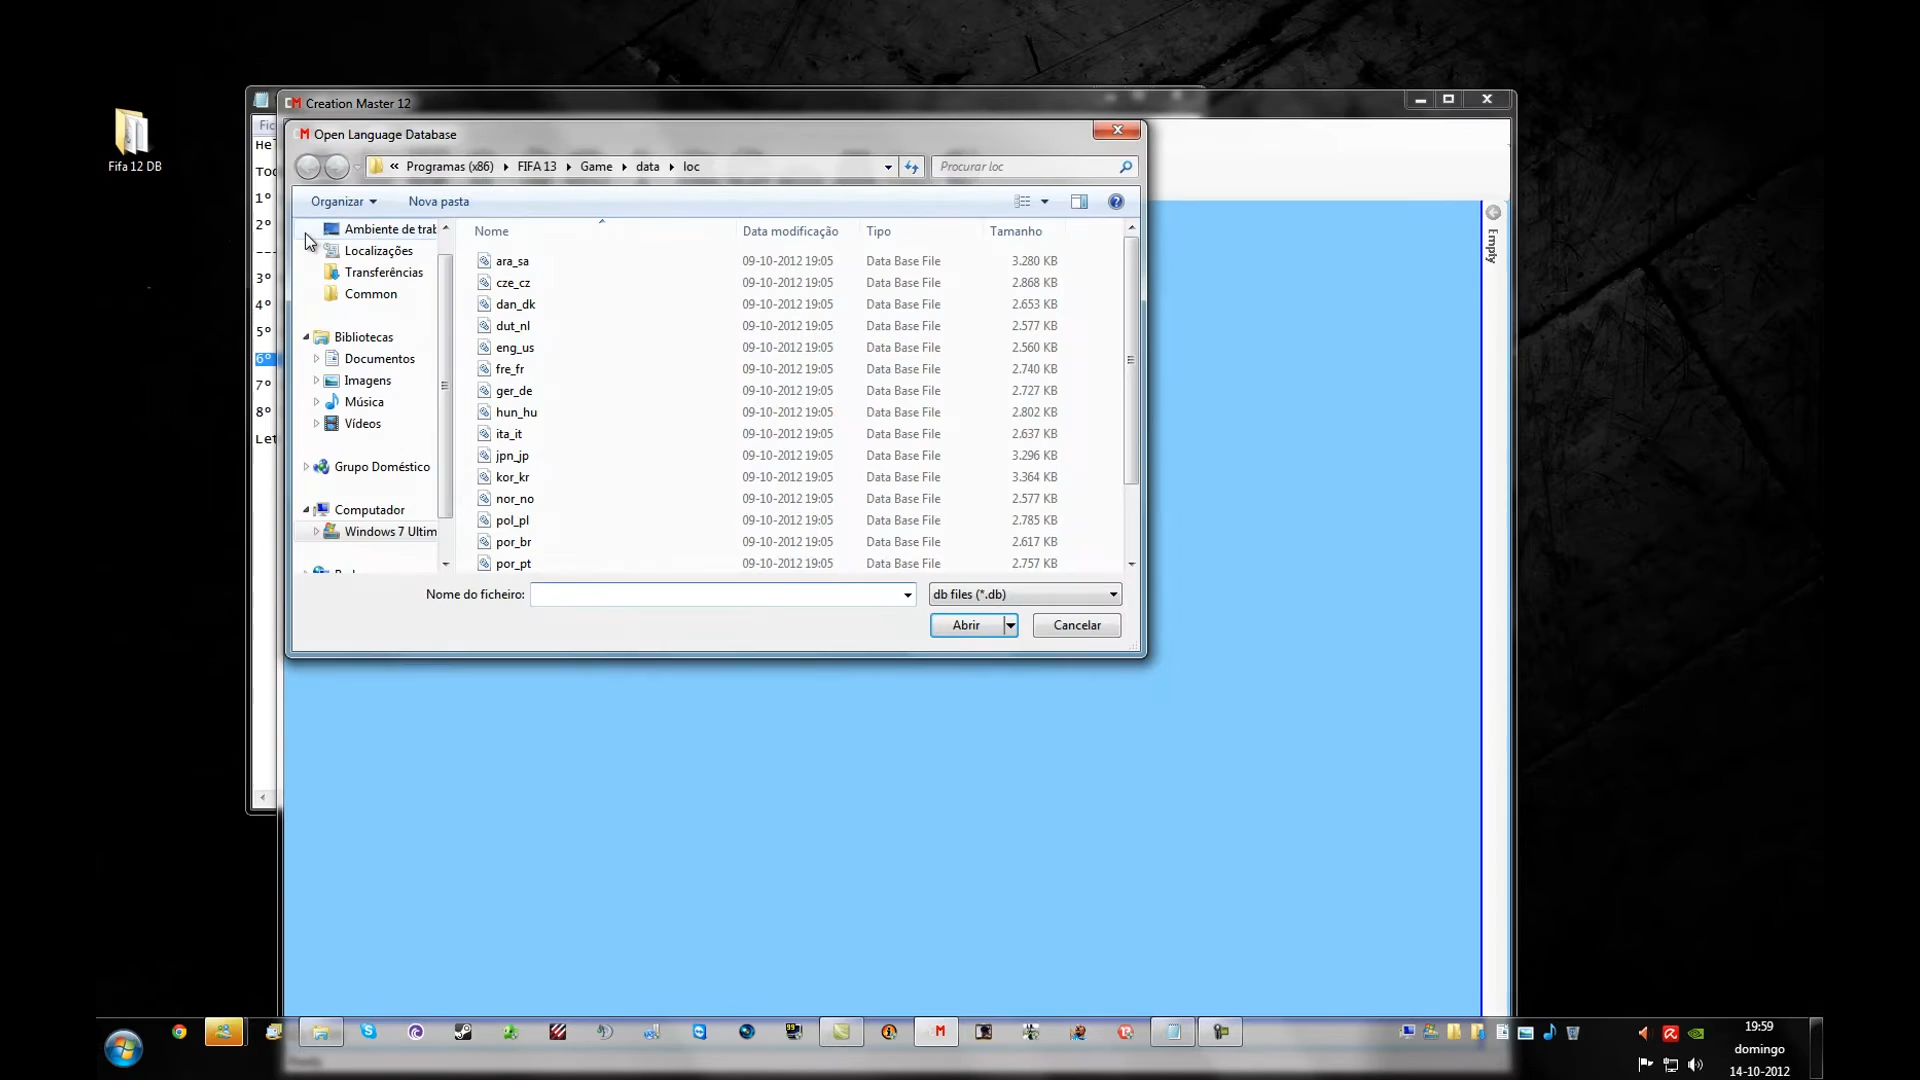 Fifa 12 DB
Creation Master 12
Fic
Open Language Database
Hel
« Programas (x86) FIFA 13 Game data loc
Procurar loc
Toc
1º
Organizar
Nova pasta
2º
Ambiente de trab
Localizações
Transferências
Common
Bibliotecas
Documentos
Imagens
Música
Vídeos
Grupo Doméstico
Computador
Windows 7 Ultim
Nome Data modificação Tipo Tamanho
ara_sa 09-10-2012 19:05 Data Base File 3.280 KB
cze_cz 09-10-2012 19:05 Data Base File 2.868 KB
dan_dk 09-10-2012 19:05 Data Base File 2.653 KB
dut_nl 09-10-2012 19:05 Data Base File 2.577 KB
eng_us 09-10-2012 19:05 Data Base File 2.560 KB
fre_fr 09-10-2012 19:05 Data Base File 2.740 KB
ger_de 09-10-2012 19:05 Data Base File 2.727 KB
hun_hu 09-10-2012 19:05 Data Base File 2.802 KB
ita_it 09-10-2012 19:05 Data Base File 2.637 KB
jpn_jp 09-10-2012 19:05 Data Base File 3.296 KB
kor_kr 09-10-2012 19:05 Data Base File 3.364 KB
nor_no 09-10-2012 19:05 Data Base File 2.577 KB
pol_pl 09-10-2012 19:05 Data Base File 2.785 KB
por_br 09-10-2012 19:05 Data Base File 2.617 KB
por_pt 09-10-2012 19:05 Data Base File 2.757 KB
---
3º
4º
5º
6º
7º
8º
Let
Nome do ficheiro:
db files (*.db)
Abrir
Cancelar
Empty
19:59
domingo
14-10-2012